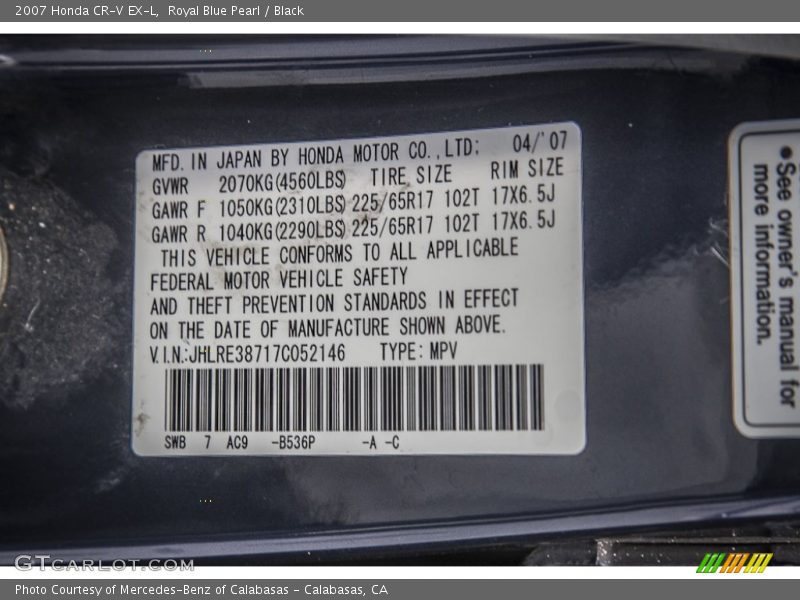 2007 Honda CR-V EX-L,  Royal Blue Pearl / Black
MFD. IN JAPAN BY HONDA MOTOR CO.,LTD: 04/'07
GVWR 2070KG(4560LBS) TIRE SIZE RIM SIZE
GAWR F 1050KG(2310LBS) 225/65R17 102T 17X6.5J
GAWR R 1040KG(2290LBS) 225/65R17 102T 17X6.5J
THIS VEHICLE CONFORMS TO ALL APPLICABLE
FEDERAL MOTOR VEHICLE SAFETY
AND THEFT PREVENTION STANDARDS IN EFFECT
ON THE DATE OF MANUFACTURE SHOWN ABOVE.
V.I.N.:JHLRE38717C052146 TYPE: MPV
SWB 7 AC9 -B536P -A -C
●See owner's manual for
more information.
GTCARLOT.COM
Photo Courtesy of Mercedes-Benz of Calabasas - Calabasas, CA